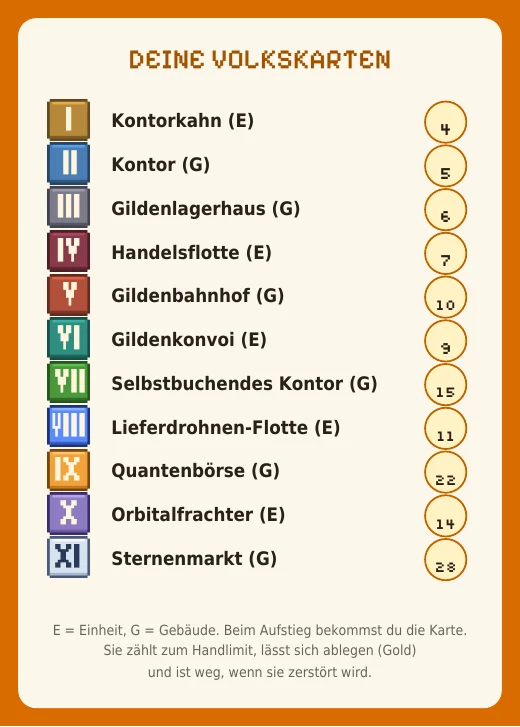 DEINE VOLKSKARTEN
I Kontorkahn (E) 4
II Kontor (G) 5
III Gildenlagerhaus (G) 6
IV Handelsflotte (E) 7
V Gildenbahnhof (G) 10
VI Gildenkonvoi (E) 9
VII Selbstbuchendes Kontor (G) 15
VIII Lieferdrohnen-Flotte (E) 11
IX Quantenbörse (G) 22
X Orbitalfrachter (E) 14
XI Sternenmarkt (G) 28
E = Einheit, G = Gebäude. Beim Aufstieg bekommst du die Karte.
Sie zählt zum Handlimit, lässt sich ablegen (Gold)
und ist weg, wenn sie zerstört wird.